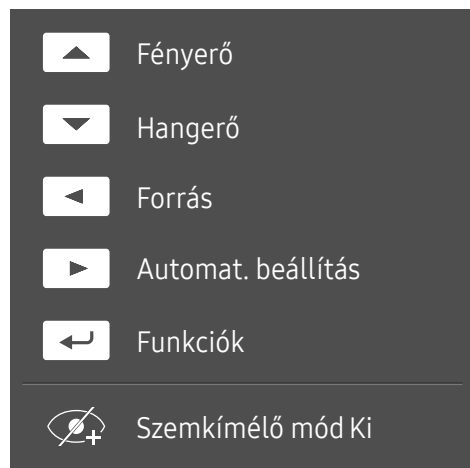 Fényerő
Hangerő
Forrás
Automat. beállítás
Funkciók
Szemkímélő mód Ki